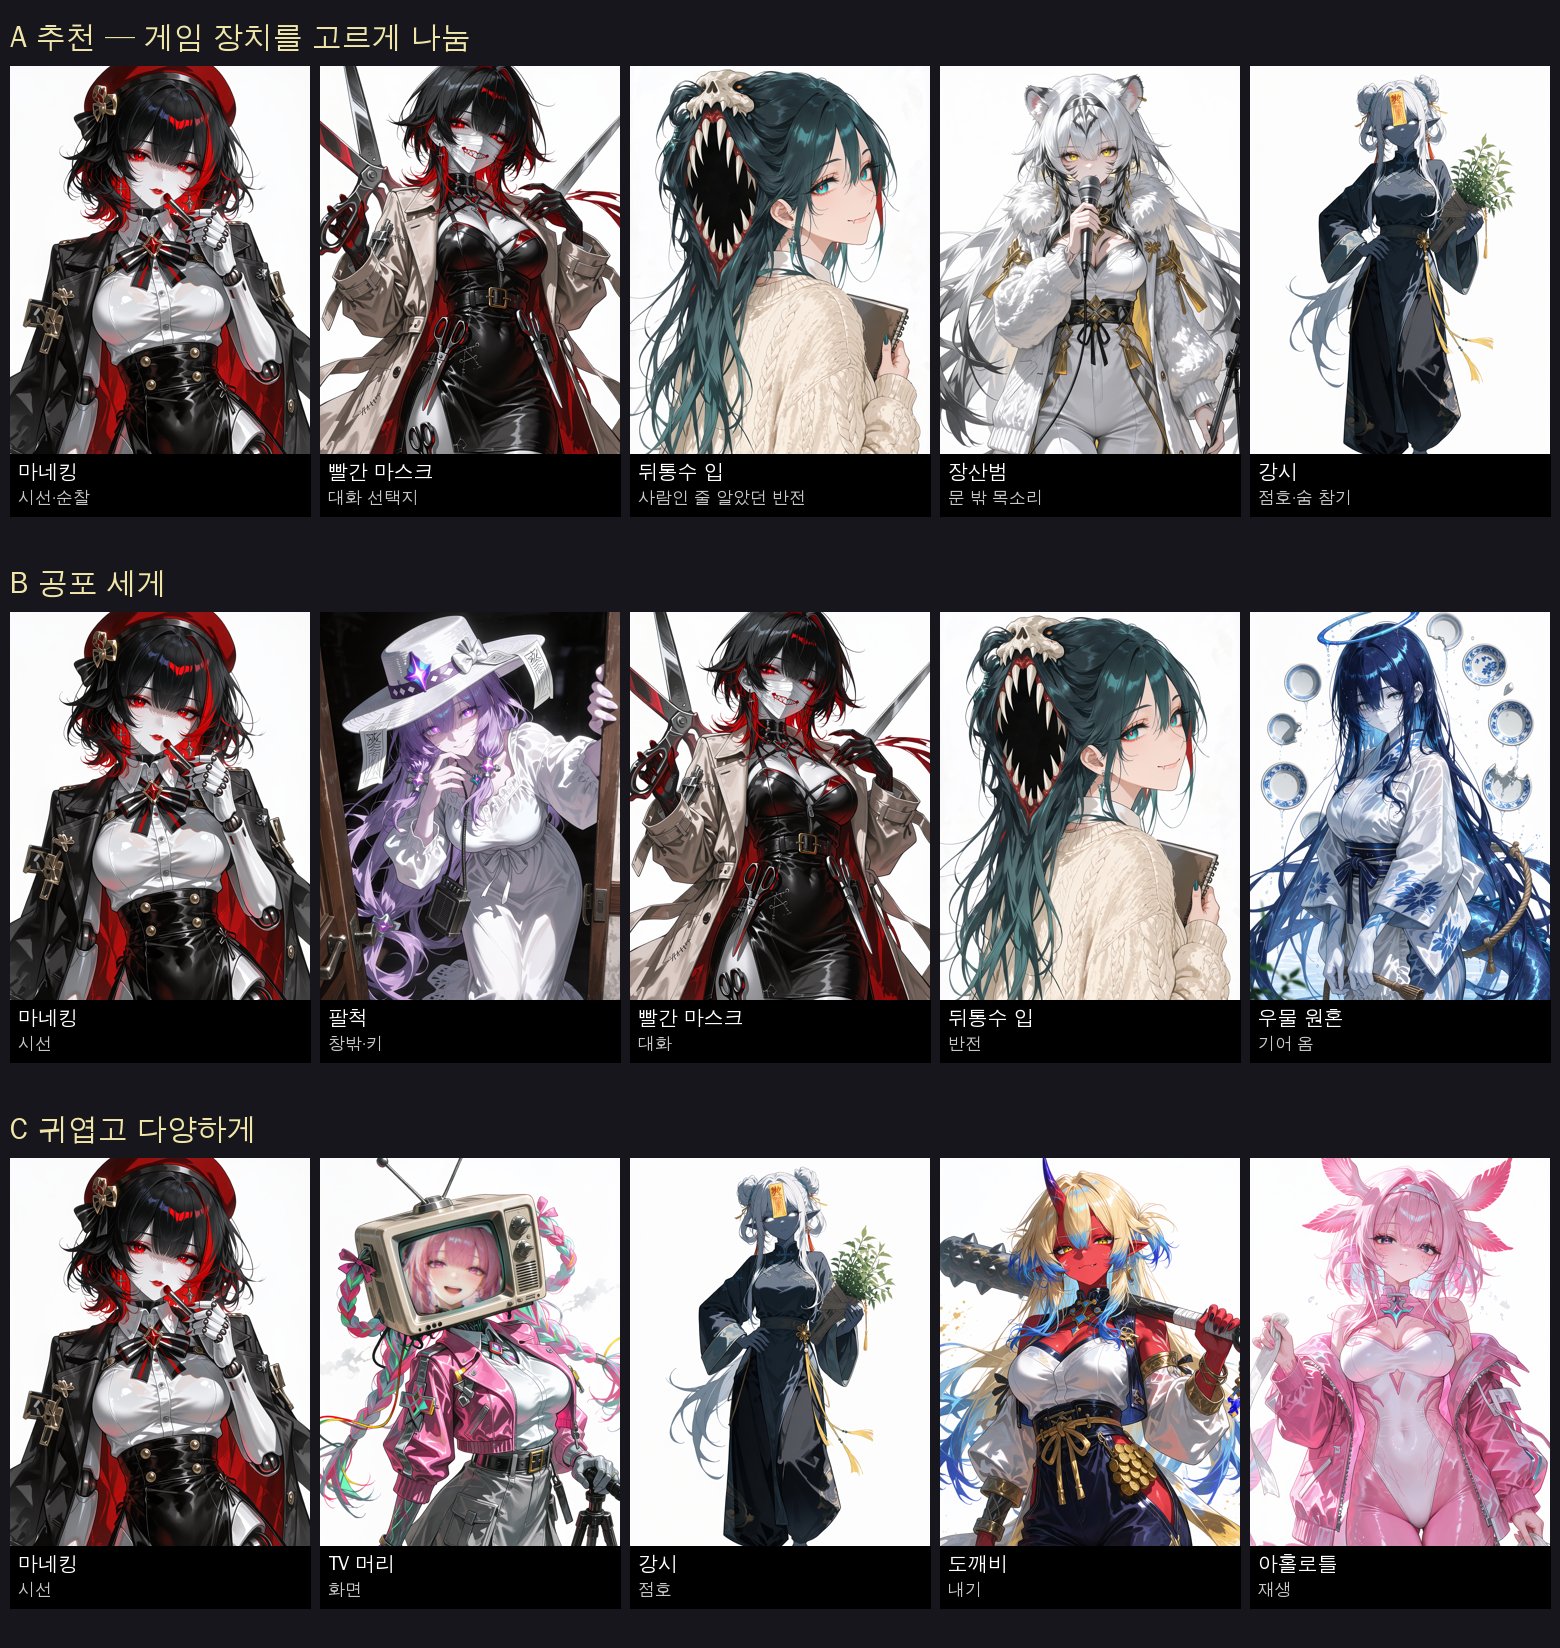 A 추천 — 게임 장치를 고르게 나눔
마네킹
시선·순찰
빨간 마스크
대화 선택지
뒤통수 입
사람인 줄 알았던 반전
장산범
문 밖 목소리
강시
점호·숨 참기
B 공포 세게
마네킹
시선
팔척
창밖·키
빨간 마스크
대화
뒤통수 입
반전
우물 원혼
기어 옴
C 귀엽고 다양하게
마네킹
시선
TV 머리
화면
강시
점호
도깨비
내기
아홀로틀
재생